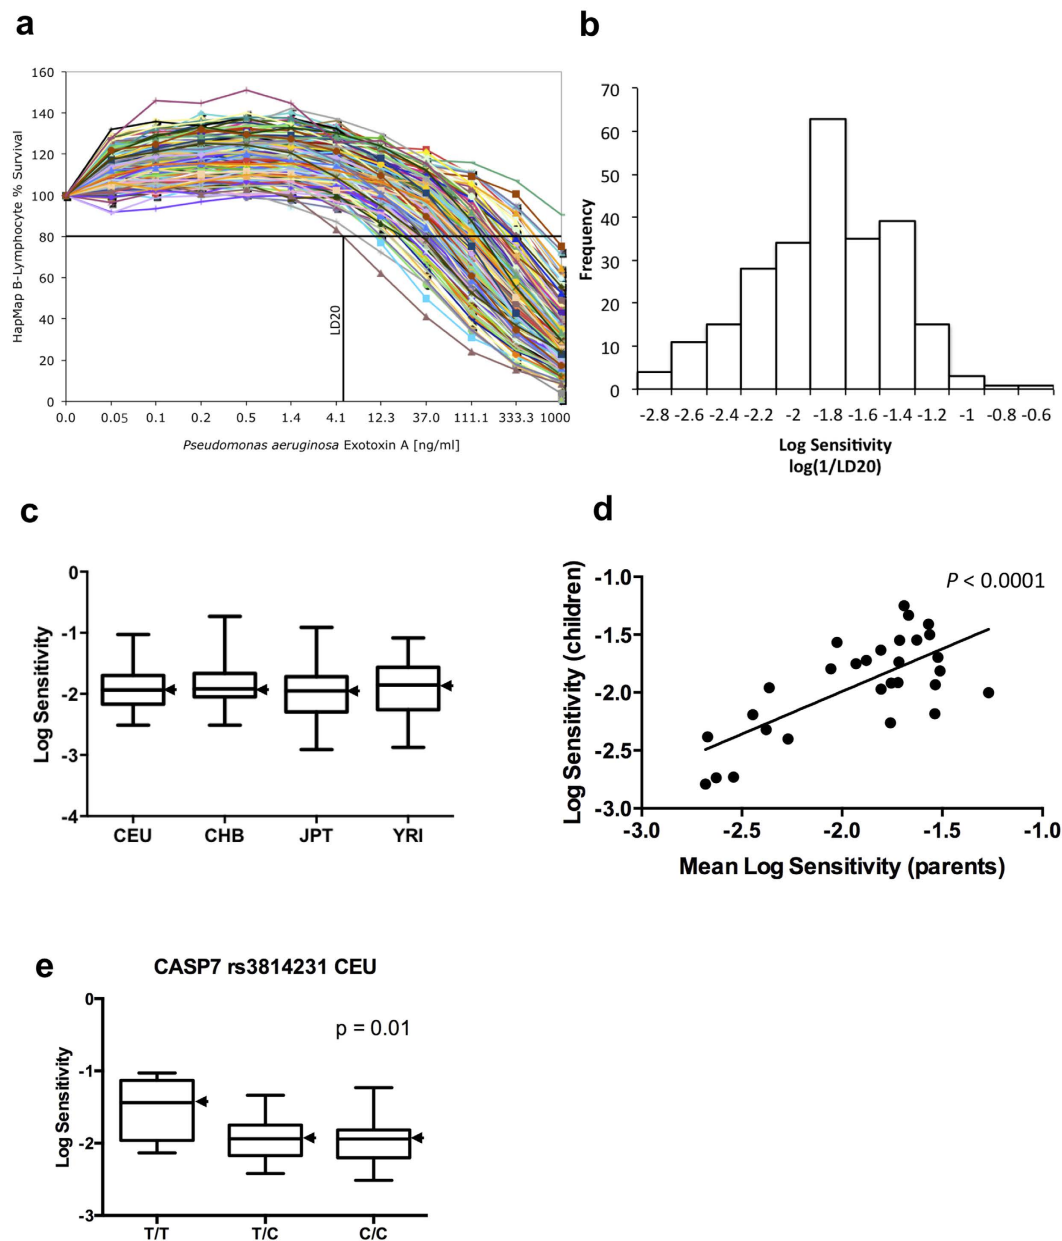 a
160
140
120
100
80
60
40
20
0
HapMap B-Lymphocyte % Survival
LD20
0.0 0.05 0.1 0.2 0.5 1.4 4.1 12.3 37.0 111.1 333.3 1000
Pseudomonas aeruginosa Exotoxin A [ng/ml]
b
70
60
50
40
30
20
10
0
Frequency
-2.8 -2.6 -2.4 -2.2 -2 -1.8 -1.6 -1.4 -1.2 -1 -0.8 -0.6
Log Sensitivity
log(1/LD20)
c
0
-1
-2
-3
-4
Log Sensitivity
CEU CHB JPT YRI
d
P < 0.0001
-1.0
-1.5
-2.0
-2.5
-3.0
Log Sensitivity (children)
-3.0 -2.5 -2.0 -1.5 -1.0
Mean Log Sensitivity (parents)
e
CASP7 rs3814231 CEU
p = 0.01
0
-1
-2
-3
Log Sensitivity
T/T T/C C/C